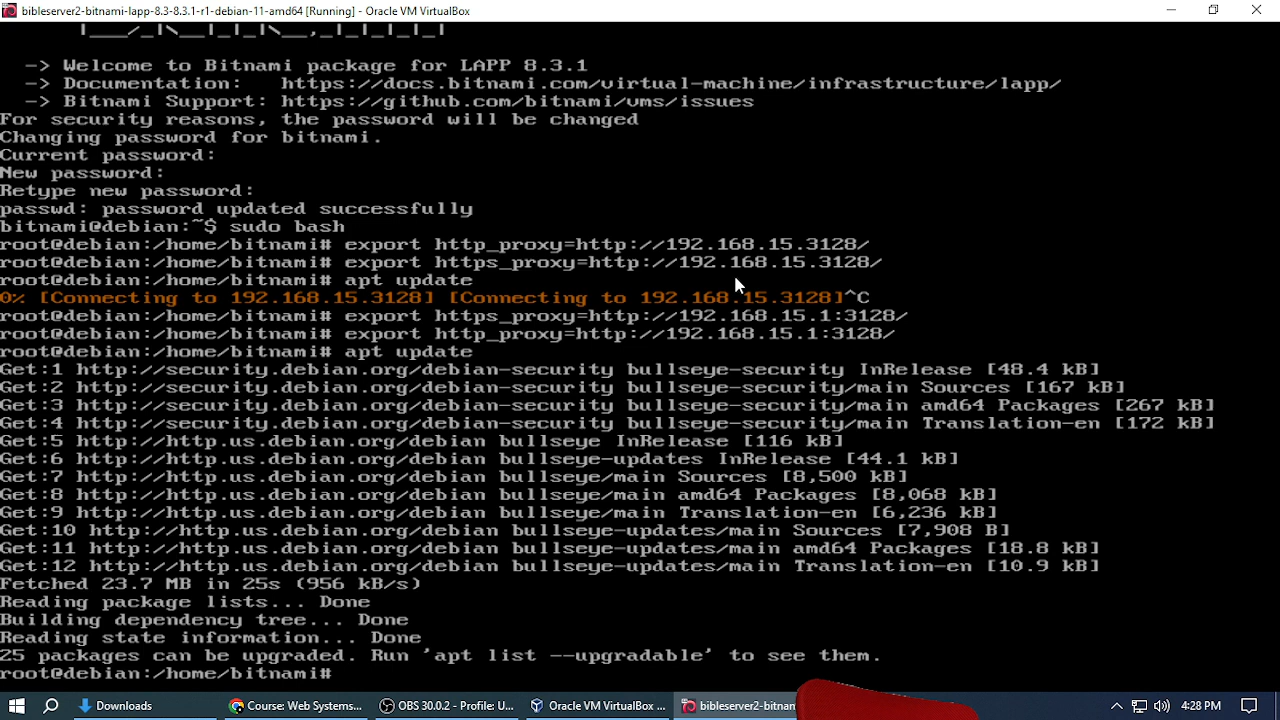 bibleserver2-bitnami-lapp-8.3-8.3.1-r1-debian-11-amd64 [Running] - Oracle VM VirtualBox
|___/_|\__|_|_|\__,_|_|_|_|_|_|
-> Welcome to Bitnami package for LAPP 8.3.1
-> Documentation: https://docs.bitnami.com/virtual-machine/infrastructure/lapp/
-> Bitnami Support: https://github.com/bitnami/vms/issues
For security reasons, the password will be changed
Changing password for bitnami.
Current password:
New password:
Retype new password:
passwd: password updated successfully
bitnami@debian:~$ sudo bash
root@debian:/home/bitnami# export http_proxy=http://192.168.15.3128/
root@debian:/home/bitnami# export https_proxy=http://192.168.15.3128/
root@debian:/home/bitnami# apt update
0% [Connecting to 192.168.15.3128] [Connecting to 192.168.15.3128]^C
root@debian:/home/bitnami# export https_proxy=http://192.168.15.1:3128/
root@debian:/home/bitnami# export http_proxy=http://192.168.15.1:3128/
root@debian:/home/bitnami# apt update
Get:1 http://security.debian.org/debian-security bullseye-security InRelease [48.4 kB]
Get:2 http://security.debian.org/debian-security bullseye-security/main Sources [167 kB]
Get:3 http://security.debian.org/debian-security bullseye-security/main amd64 Packages [267 kB]
Get:4 http://security.debian.org/debian-security bullseye-security/main Translation-en [172 kB]
Get:5 http://http.us.debian.org/debian bullseye InRelease [116 kB]
Get:6 http://http.us.debian.org/debian bullseye-updates InRelease [44.1 kB]
Get:7 http://http.us.debian.org/debian bullseye/main Sources [8,500 kB]
Get:8 http://http.us.debian.org/debian bullseye/main amd64 Packages [8,068 kB]
Get:9 http://http.us.debian.org/debian bullseye/main Translation-en [6,236 kB]
Get:10 http://http.us.debian.org/debian bullseye-updates/main Sources [7,908 B]
Get:11 http://http.us.debian.org/debian bullseye-updates/main amd64 Packages [18.8 kB]
Get:12 http://http.us.debian.org/debian bullseye-updates/main Translation-en [10.9 kB]
Fetched 23.7 MB in 25s (956 kB/s)
Reading package lists... Done
Building dependency tree... Done
Reading state information... Done
25 packages can be upgraded. Run 'apt list --upgradable' to see them.
root@debian:/home/bitnami#
Downloads Course: Web Systems... OBS 30.0.2 - Profile: U... Oracle VM VirtualBox ... bibleserver2-bitnam 4:28 PM